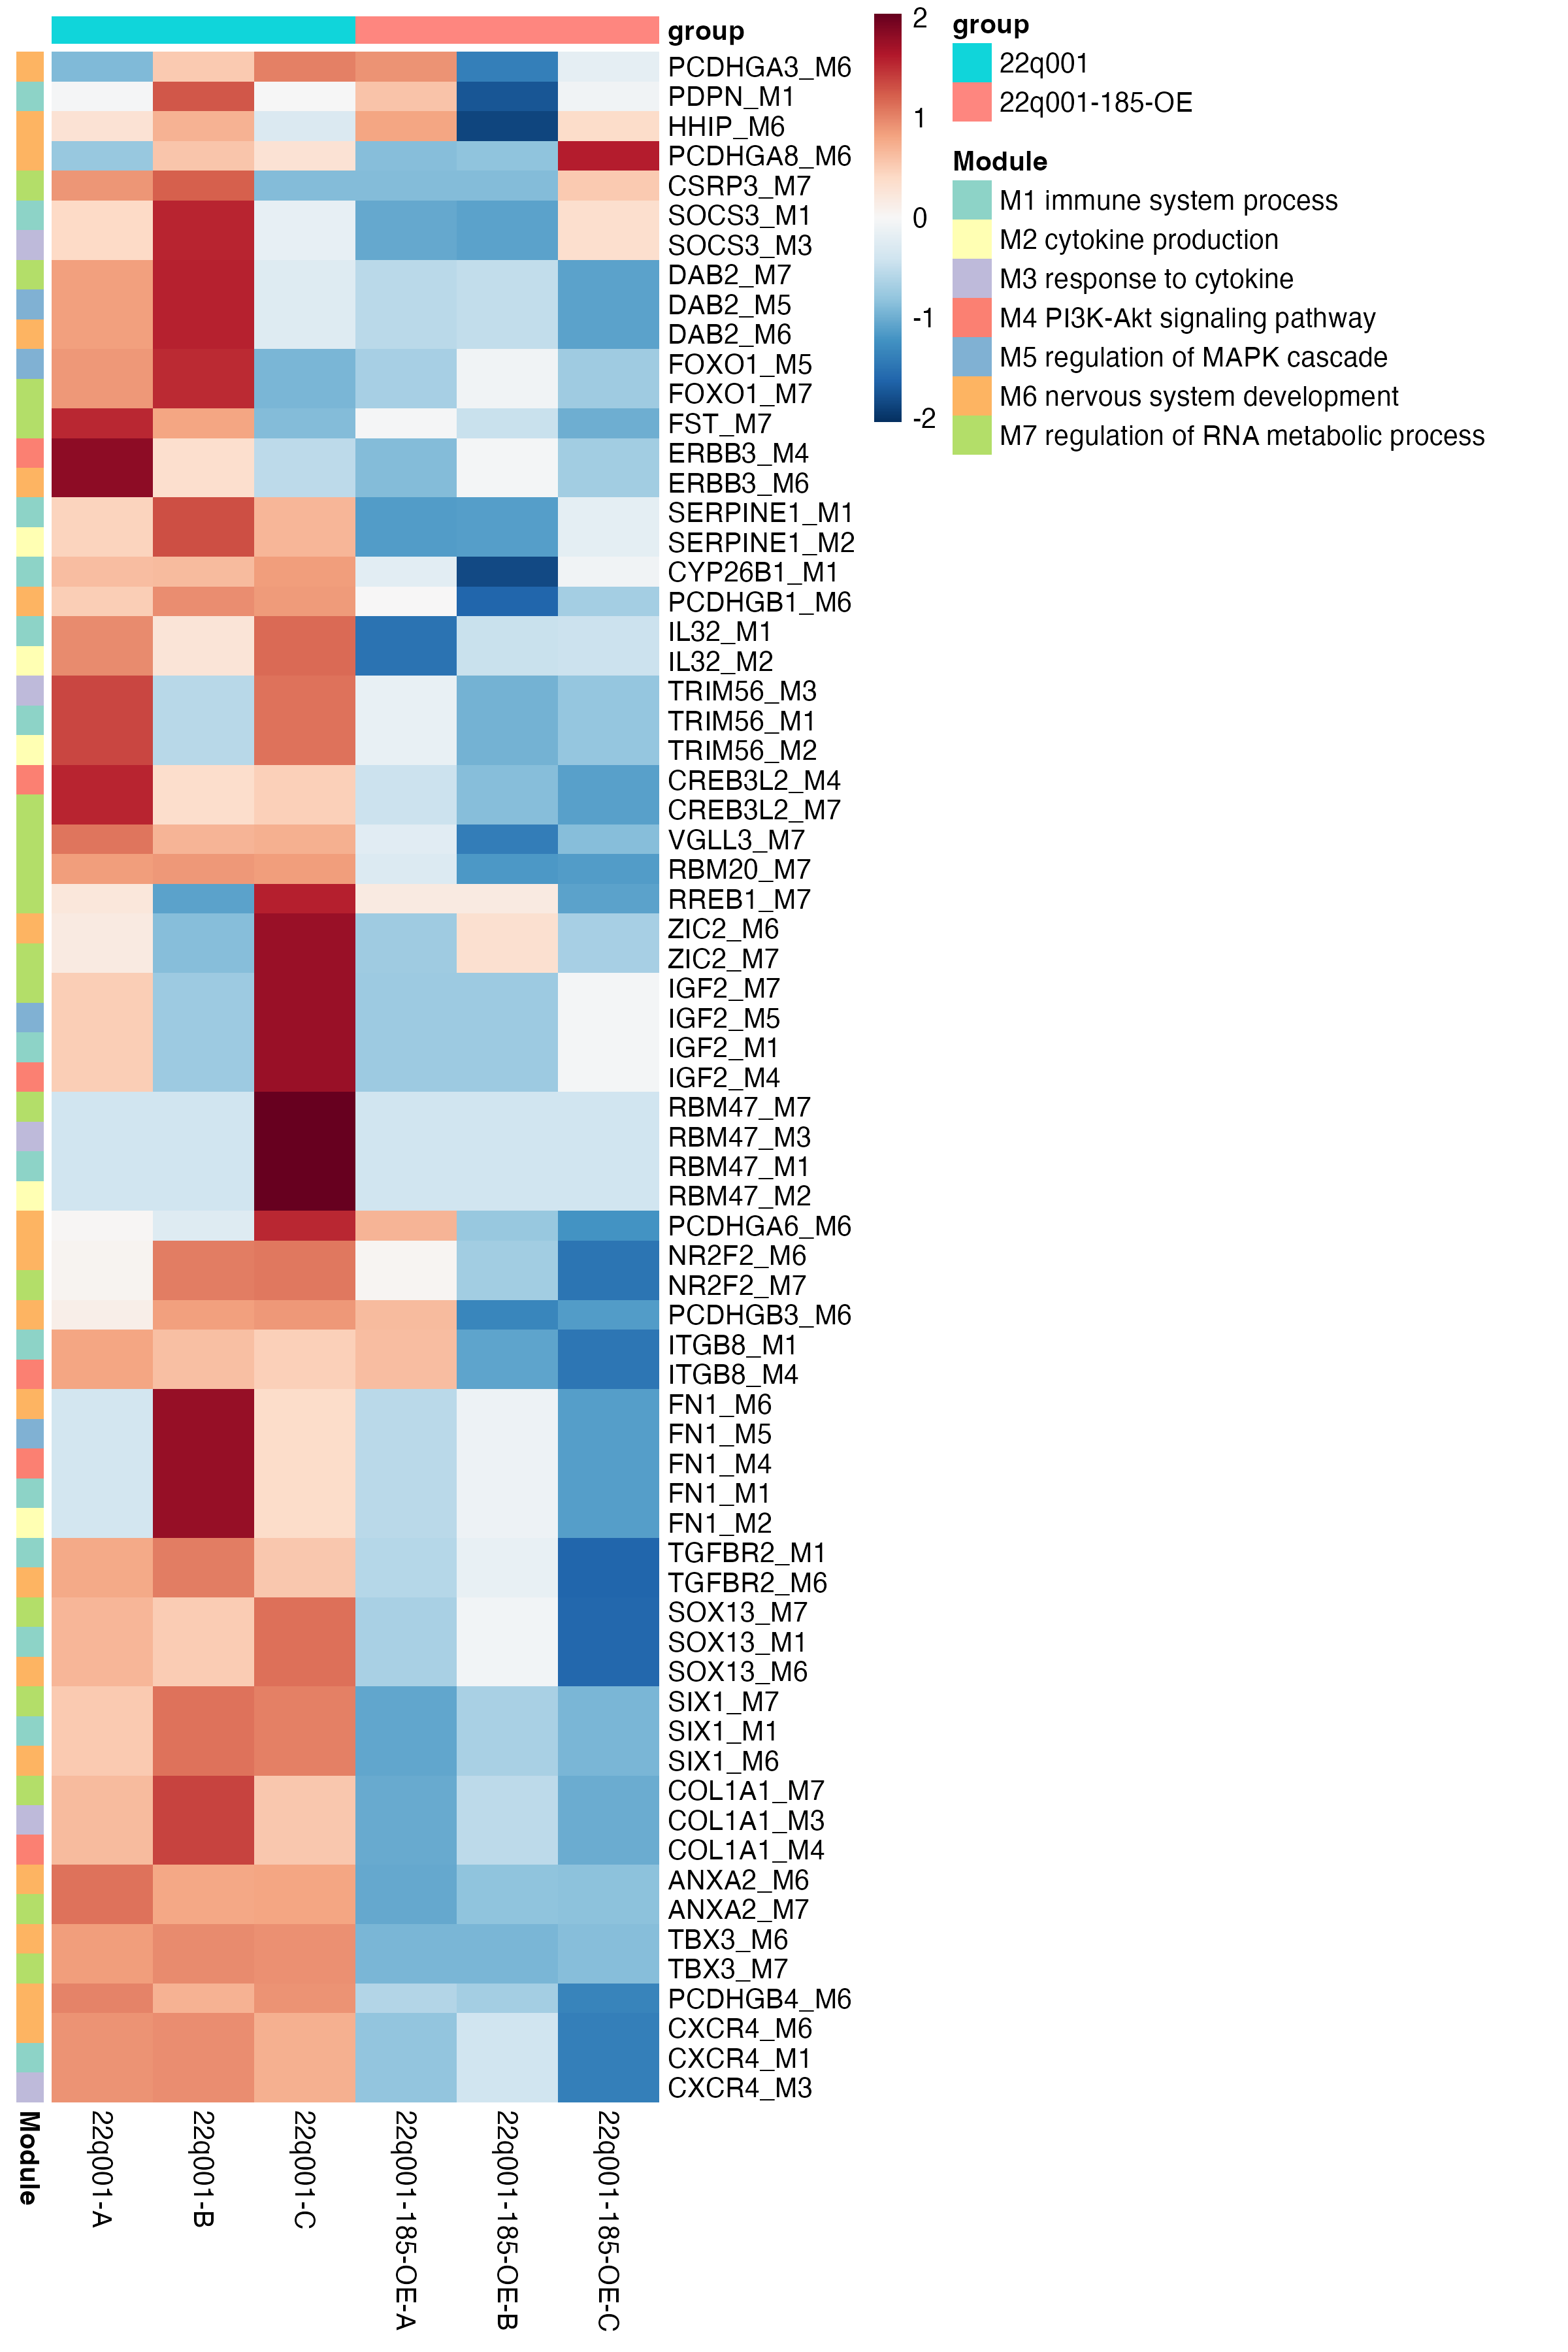 group
PCDHGA3_M6
PDPN_M1
HHIP_M6
PCDHGA8_M6
CSRP3_M7
SOCS3_M1
SOCS3_M3
DAB2_M7
DAB2_M5
DAB2_M6
FOXO1_M5
FOXO1_M7
FST_M7
ERBB3_M4
ERBB3_M6
SERPINE1_M1
SERPINE1_M2
CYP26B1_M1
PCDHGB1_M6
IL32_M1
IL32_M2
TRIM56_M3
TRIM56_M1
TRIM56_M2
CREB3L2_M4
CREB3L2_M7
VGLL3_M7
RBM20_M7
RREB1_M7
ZIC2_M6
ZIC2_M7
IGF2_M7
IGF2_M5
IGF2_M1
IGF2_M4
RBM47_M7
RBM47_M3
RBM47_M1
RBM47_M2
PCDHGA6_M6
NR2F2_M6
NR2F2_M7
PCDHGB3_M6
ITGB8_M1
ITGB8_M4
FN1_M6
FN1_M5
FN1_M4
FN1_M1
FN1_M2
TGFBR2_M1
TGFBR2_M6
SOX13_M7
SOX13_M1
SOX13_M6
SIX1_M7
SIX1_M1
SIX1_M6
COL1A1_M7
COL1A1_M3
COL1A1_M4
ANXA2_M6
ANXA2_M7
TBX3_M6
TBX3_M7
PCDHGB4_M6
CXCR4_M6
CXCR4_M1
CXCR4_M3
Module
22q001-A
22q001-B
22q001-C
22q001-185-OE-A
22q001-185-OE-B
22q001-185-OE-C
2
1
0
-1
-2
group
22q001
22q001-185-OE
Module
M1 immune system process
M2 cytokine production
M3 response to cytokine
M4 PI3K-Akt signaling pathway
M5 regulation of MAPK cascade
M6 nervous system development
M7 regulation of RNA metabolic process